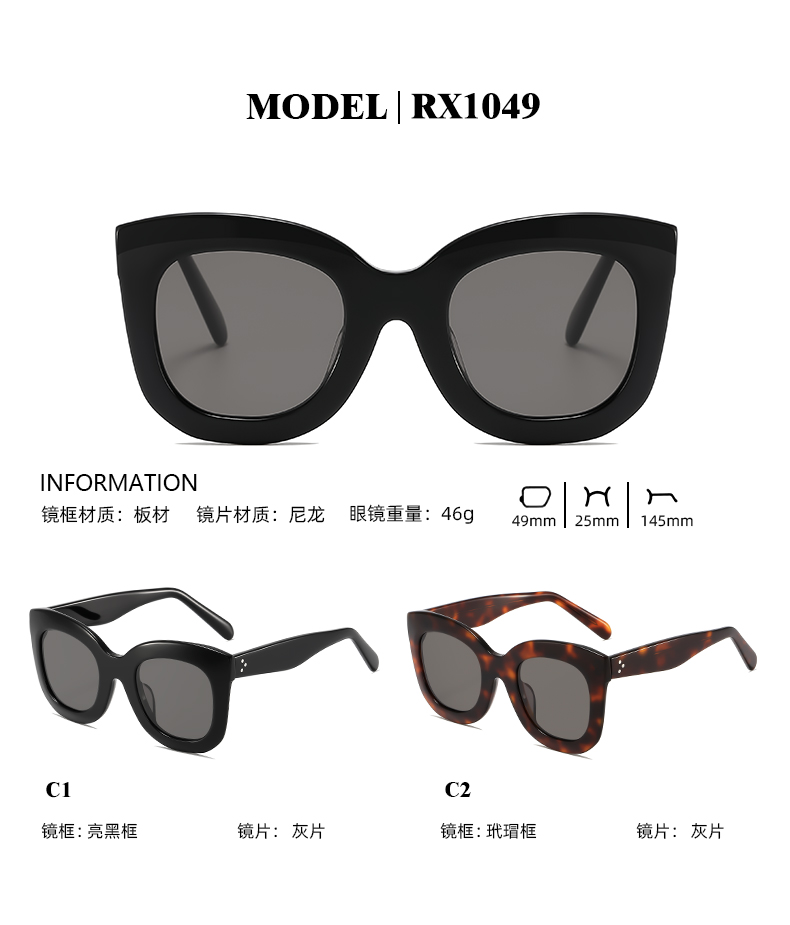 MODEL | RX1049
INFORMATION
镜框材质：板材 镜片材质：尼龙 眼镜重量：46g
49mm 25mm 145mm
C1
镜框：亮黑框 镜片： 灰片
C2
镜框：玳瑁框 镜片： 灰片